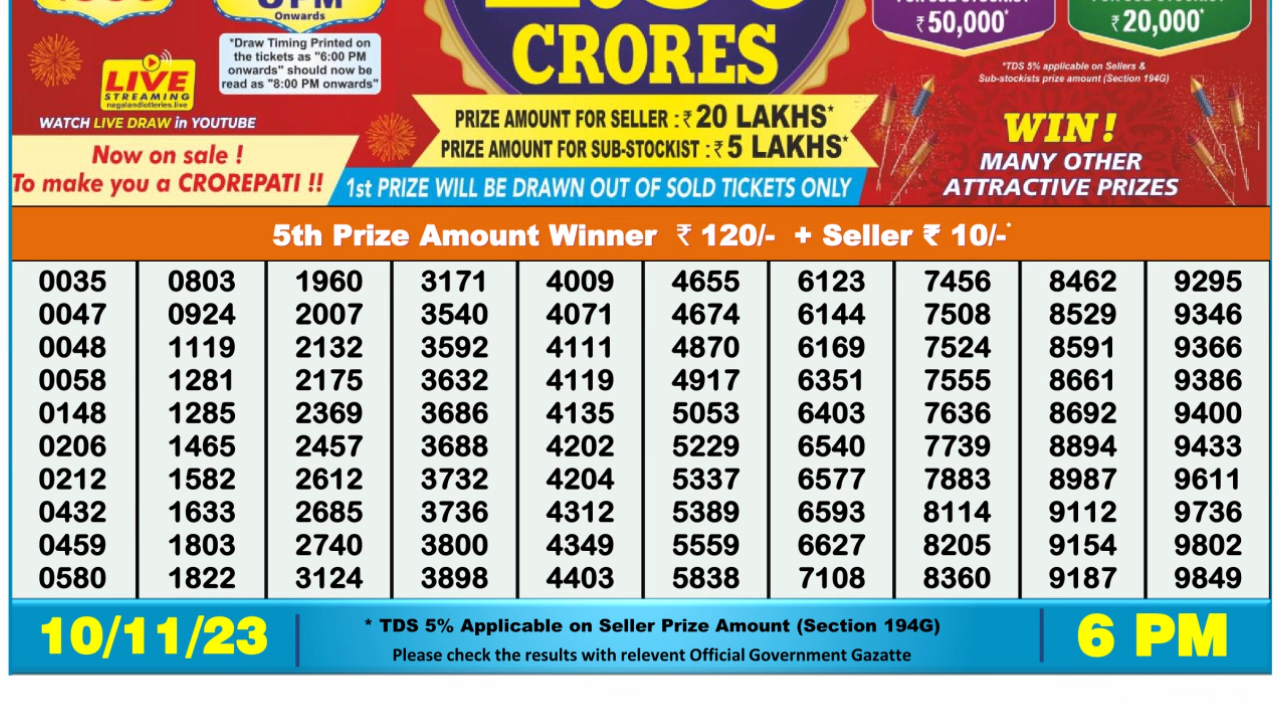 Onwards
*Draw Timing Printed on
the tickets as "6:00 PM
onwards" should now be
read as "8:00 PM onwards"
LIVE
STREAMING
nagalandlotteries.live
WATCH LIVE DRAW in YOUTUBE
Now on sale !
To make you a CROREPATI !!
CRORES
PRIZE AMOUNT FOR SELLER : ₹ 20 LAKHS*
PRIZE AMOUNT FOR SUB-STOCKIST : ₹ 5 LAKHS*
1st PRIZE WILL BE DRAWN OUT OF SOLD TICKETS ONLY
₹ 50,000*
₹ 20,000*
*TDS 5% applicable on Sellers &
Sub-stockists prize amount (Section 194G)
WIN!
MANY OTHER
ATTRACTIVE PRIZES
5th Prize Amount Winner ₹ 120/- + Seller ₹ 10/-*
0035 0803 1960 3171 4009 4655 6123 7456 8462 9295
0047 0924 2007 3540 4071 4674 6144 7508 8529 9346
0048 1119 2132 3592 4111 4870 6169 7524 8591 9366
0058 1281 2175 3632 4119 4917 6351 7555 8661 9386
0148 1285 2369 3686 4135 5053 6403 7636 8692 9400
0206 1465 2457 3688 4202 5229 6540 7739 8894 9433
0212 1582 2612 3732 4204 5337 6577 7883 8987 9611
0432 1633 2685 3736 4312 5389 6593 8114 9112 9736
0459 1803 2740 3800 4349 5559 6627 8205 9154 9802
0580 1822 3124 3898 4403 5838 7108 8360 9187 9849
10/11/23
* TDS 5% Applicable on Seller Prize Amount (Section 194G)
Please check the results with relevent Official Government Gazatte
6 PM